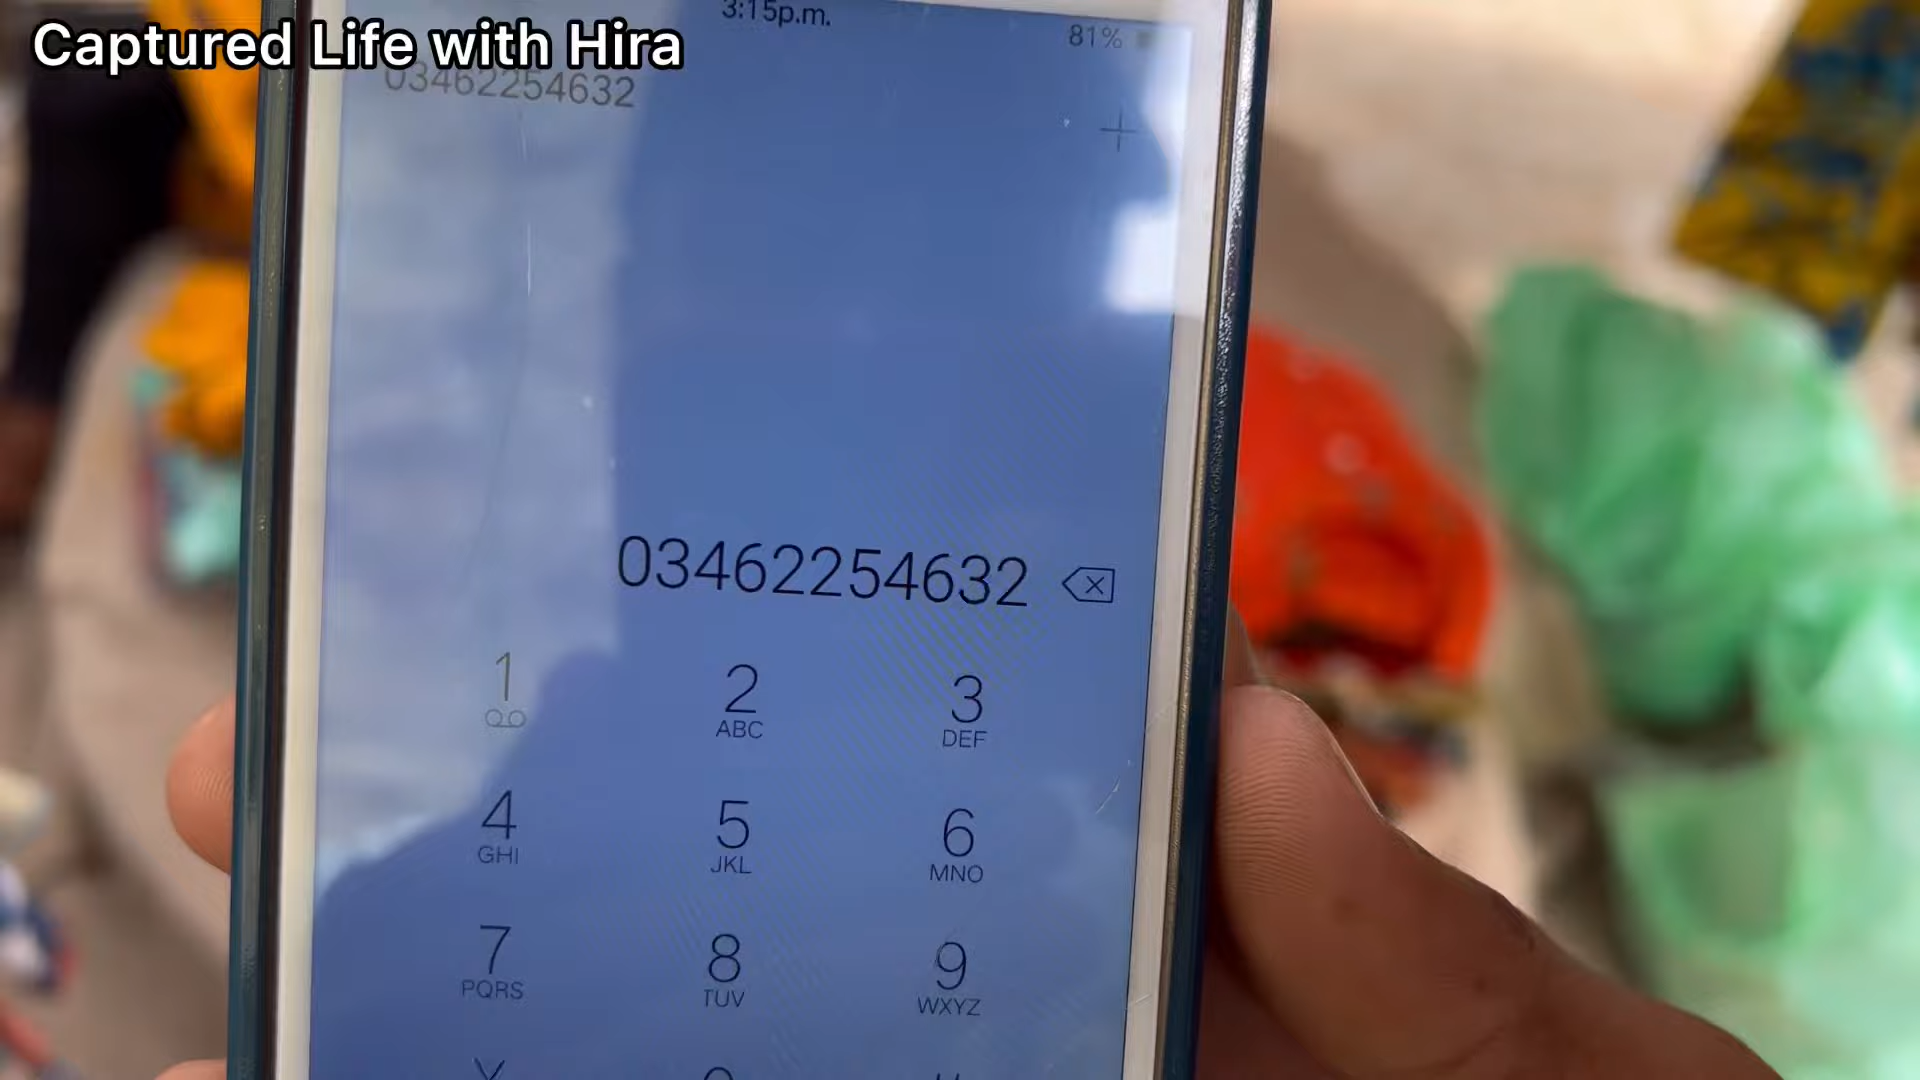 Captured Life with Hira
3:15p.m.
81%
03462254632
+
03462254632
1
2
ABC
3
DEF
4
GHI
5
JKL
6
MNO
7
PQRS
8
TUV
9
WXYZ